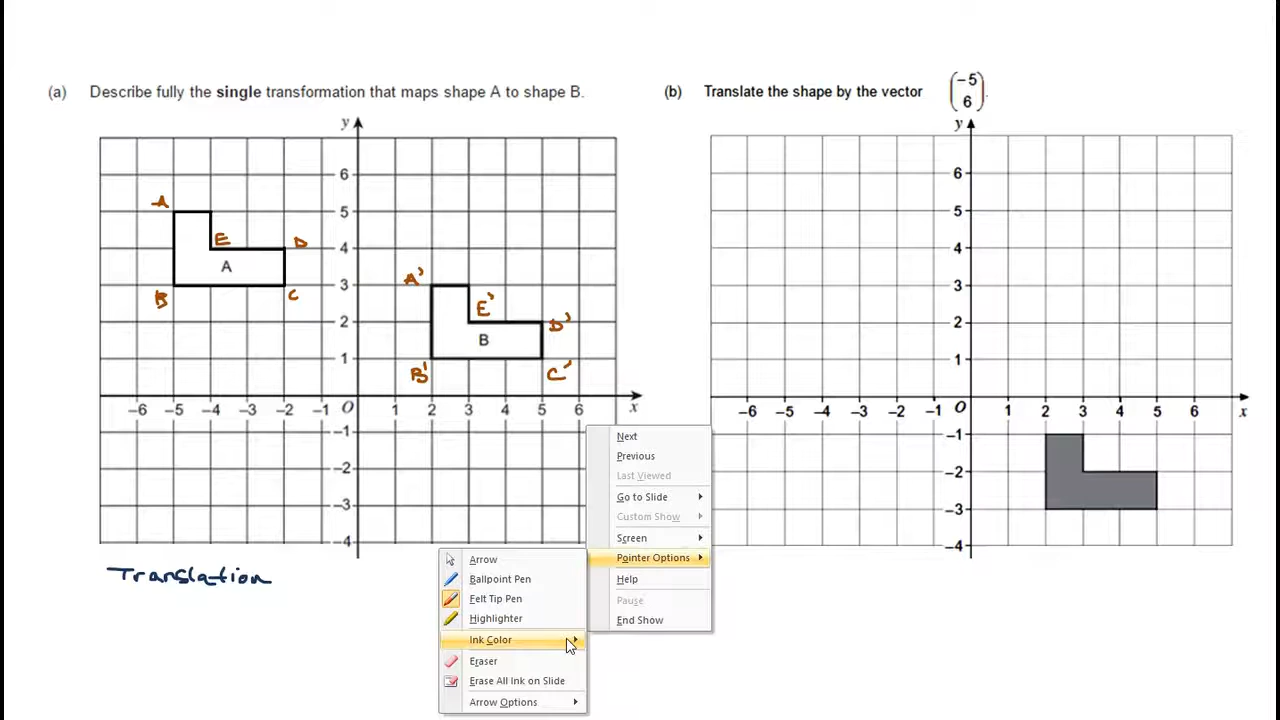 (a) Describe fully the single transformation that maps shape A to shape B.
y
6
5
4
3
2
1
−6 −5 −4 −3 −2 −1 O 1 2 3 4 5 6 x
−1
−2
−3
−4
A
E
D
A
B
C
A'
E'
D'
B
B'
C'
Translation
(b) Translate the shape by the vector (−5
6).
y
6
5
4
3
2
1
−6 −5 −4 −3 −2 −1 O 1 2 3 4 5 6 x
−1
−2
−3
−4
Next
Previous
Last Viewed
Go to Slide
Custom Show
Screen
Pointer Options
Help
Pause
End Show
Arrow
Ballpoint Pen
Felt Tip Pen
Highlighter
Ink Color
Eraser
Erase All Ink on Slide
Arrow Options